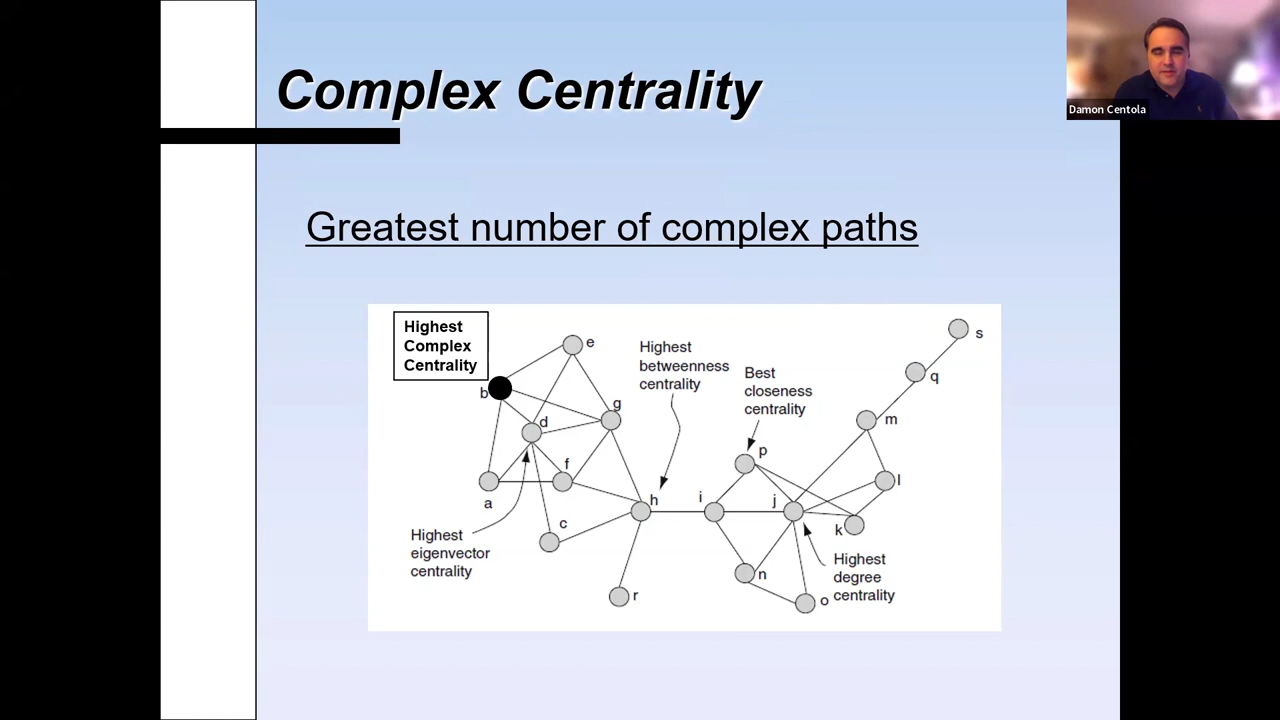 Complex Centrality
Damon Centola
Greatest number of complex paths
Highest
Complex
Centrality
b
e
g
d
f
a
c
h
r
Highest
betweenness
centrality
Best
closeness
centrality
p
i
j
k
l
m
q
s
n
o
Highest
eigenvector
centrality
Highest
degree
centrality